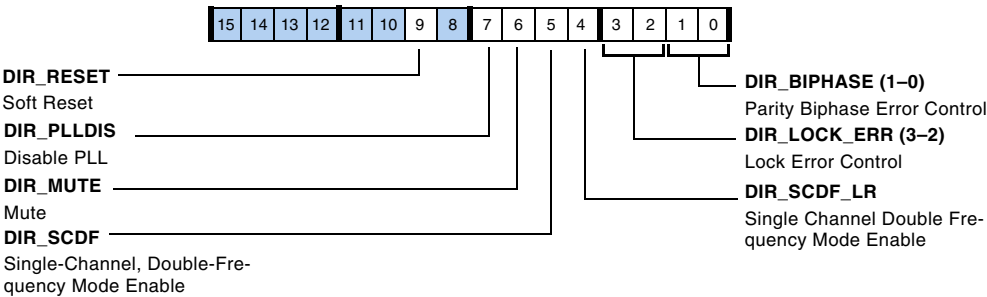 15 14 13 12 11 10 9 8 7 6 5 4 3 2 1 0
DIR_RESET
Soft Reset
DIR_PLLDIS
Disable PLL
DIR_MUTE
Mute
DIR_SCDF
Single-Channel, Double-Fre-
quency Mode Enable
DIR_BIPHASE (1–0)
Parity Biphase Error Control
DIR_LOCK_ERR (3–2)
Lock Error Control
DIR_SCDF_LR
Single Channel Double Fre-
quency Mode Enable